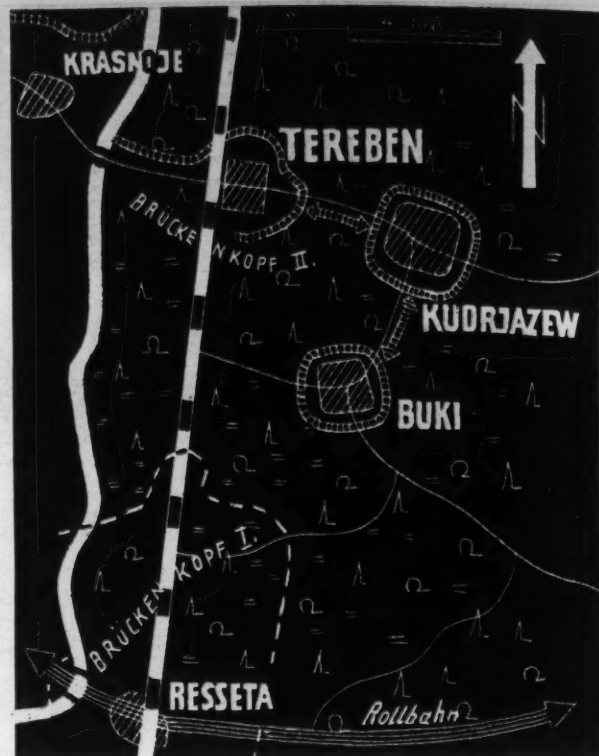 KRASNOJE
TEREBEN
BRÜCKENKOPF II.
KUDRJAZEW
BUKI
BRÜCKENKOPF I.
RESSETA
Rollbahn